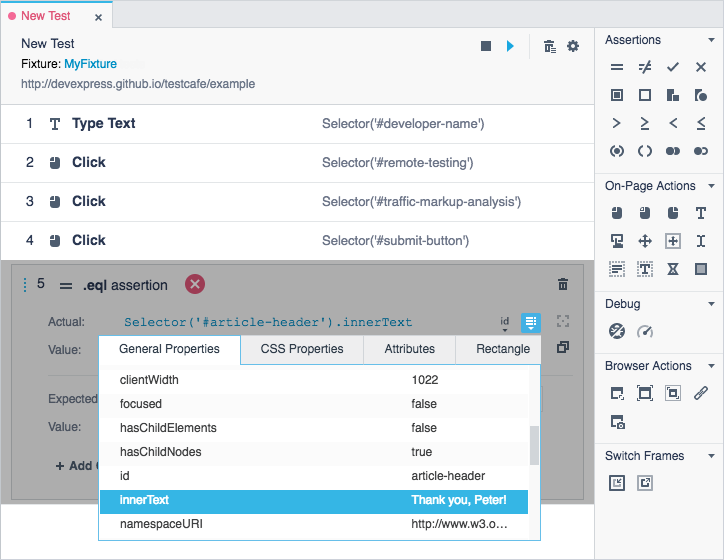 New Test ×
New Test
Fixture: MyFixture
http://devexpress.github.io/testcafe/example
1 Type Text Selector('#developer-name')
2 Click Selector('#remote-testing')
3 Click Selector('#traffic-markup-analysis')
4 Click Selector('#submit-button')
5 .eql assertion
Actual: Selector('#article-header').innerText id
Value:
General Properties CSS Properties Attributes Rectangle
clientWidth 1022
focused false
Expected
hasChildElements false
Value:
hasChildNodes true
+ Add
id article-header
innerText Thank you, Peter!
namespaceURI http://www.w3.o...
Assertions
On-Page Actions
Debug
Browser Actions
Switch Frames